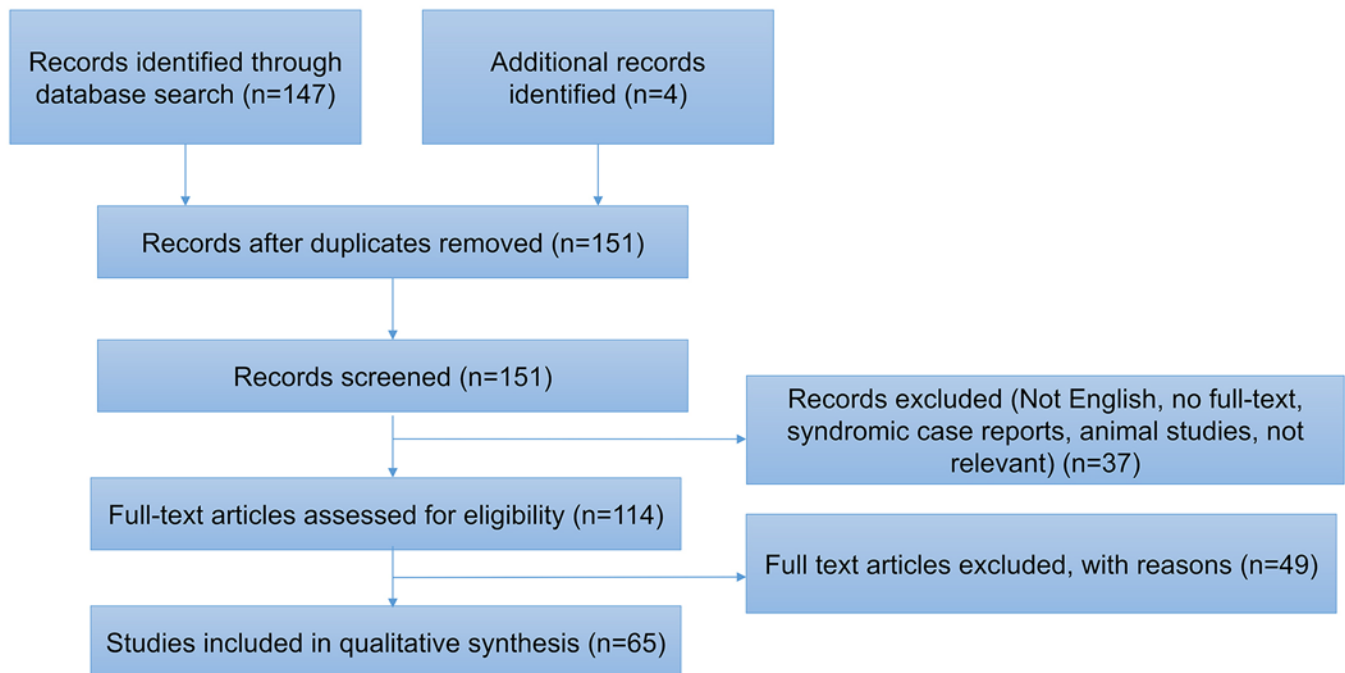 Records identified through
database search (n=147)
Additional records
identified (n=4)
Records after duplicates removed (n=151)
Records screened (n=151)
Records excluded (Not English, no full-text,
syndromic case reports, animal studies, not
relevant) (n=37)
Full-text articles assessed for eligibility (n=114)
Full text articles excluded, with reasons (n=49)
Studies included in qualitative synthesis (n=65)